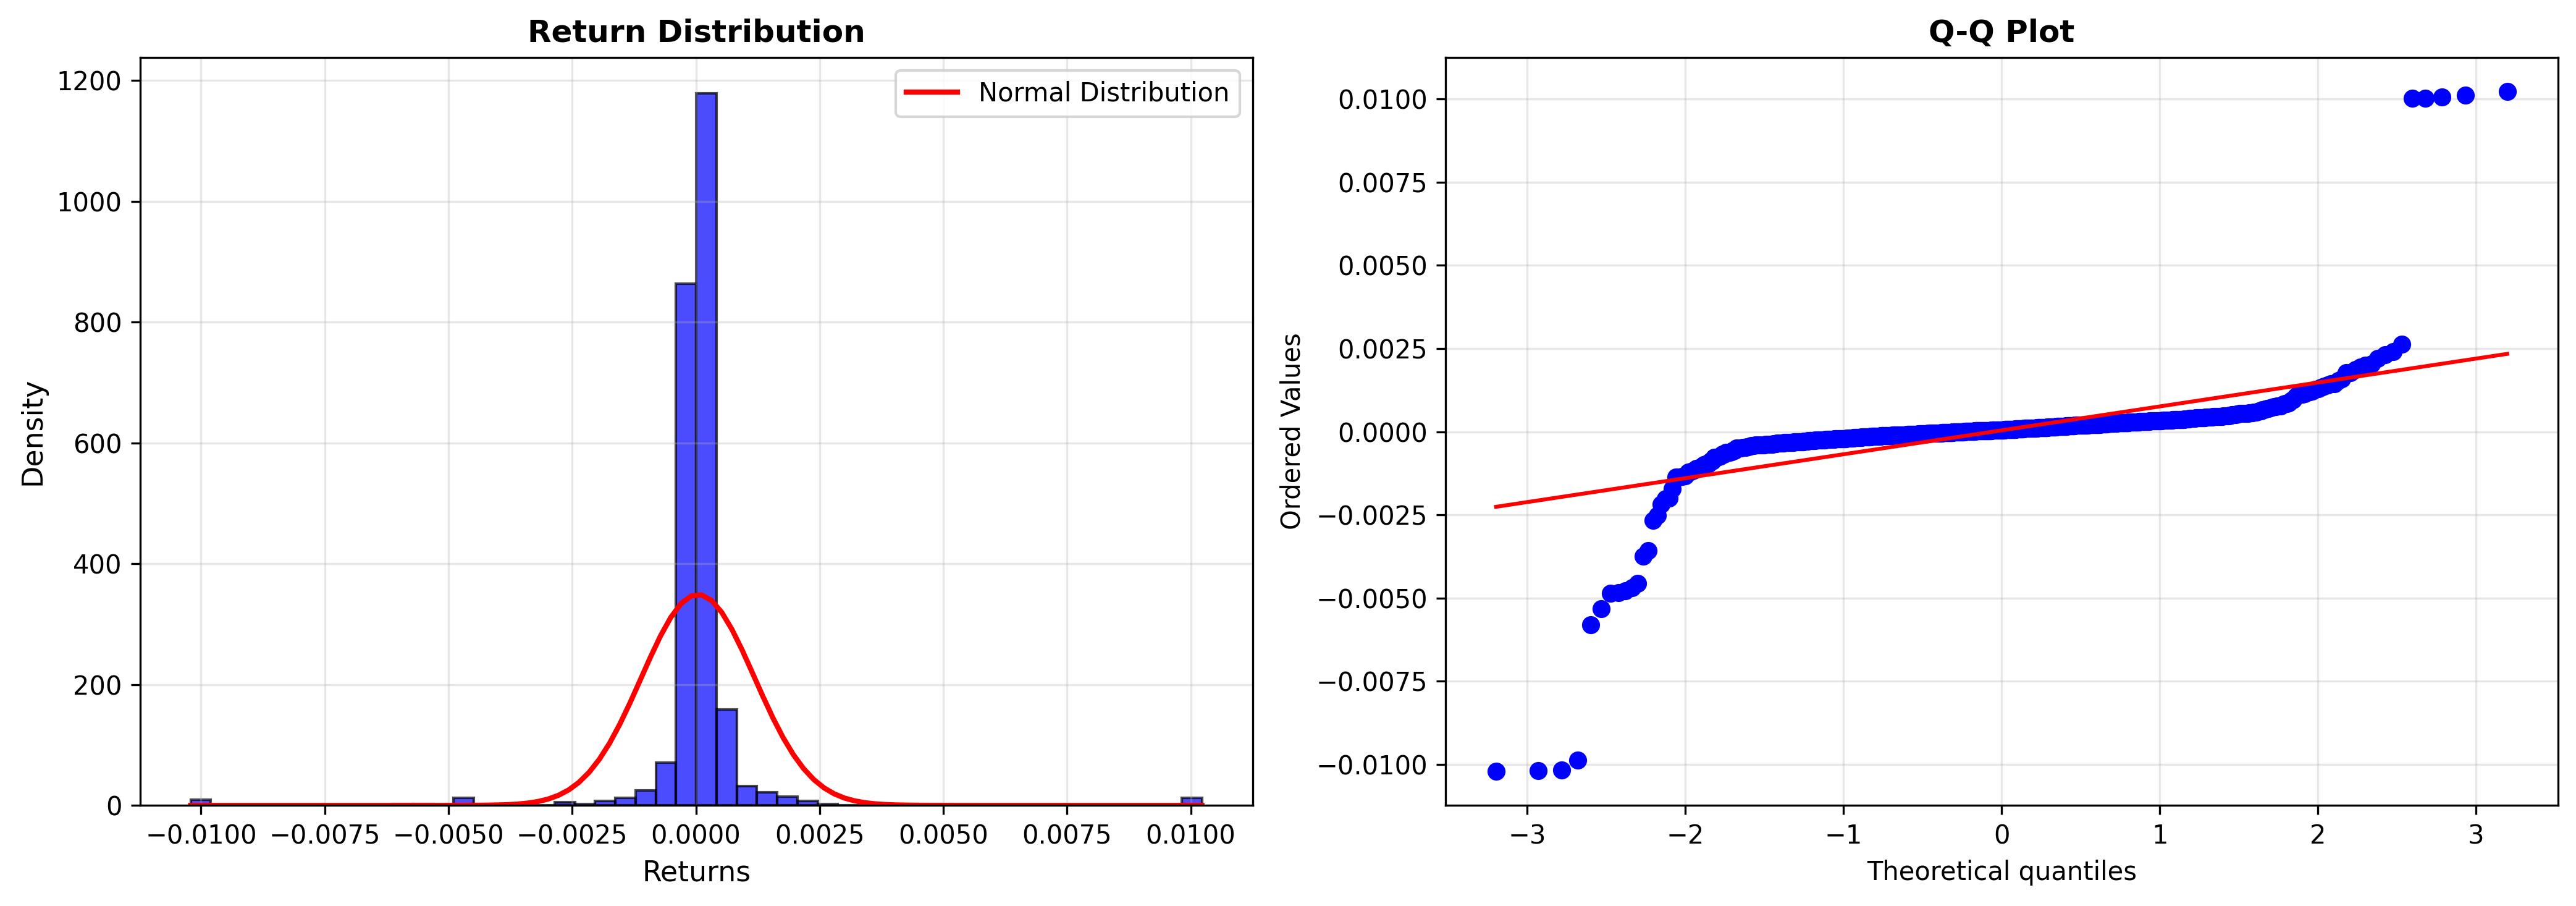 Return Distribution
Density
1200
1000
800
600
400
200
0
Normal Distribution
−0.0100 −0.0075 −0.0050 −0.0025 0.0000 0.0025 0.0050 0.0075 0.0100
Returns
Q-Q Plot
Ordered Values
0.0100
0.0075
0.0050
0.0025
0.0000
−0.0025
−0.0050
−0.0075
−0.0100
−3 −2 −1 0 1 2 3
Theoretical quantiles